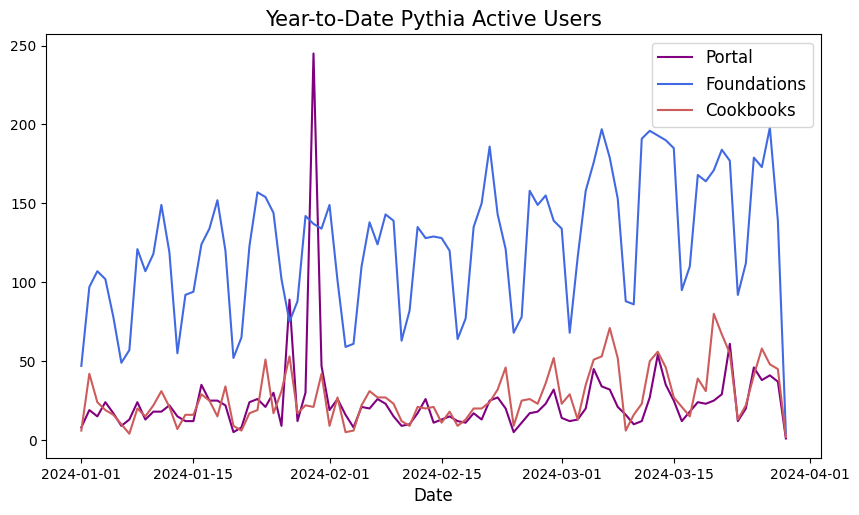 Year-to-Date Pythia Active Users
250
200
150
100
50
0
Portal
Foundations
Cookbooks
2024-01-01
2024-01-15
2024-02-01
2024-02-15
2024-03-01
2024-03-15
2024-04-01
Date